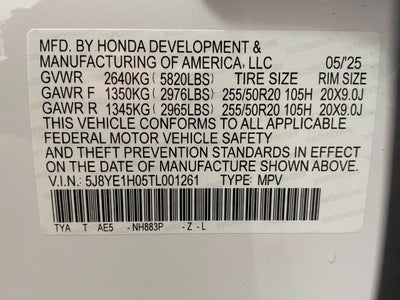 MFD. BY HONDA DEVELOPMENT &
MANUFACTURING OF AMERICA, LLC 05/'25
GVWR 2640KG (5820LBS) TIRE SIZE RIM SIZE
GAWR F 1350KG (2976LBS) 255/50R20 105H 20X9.0J
GAWR R 1345KG (2965LBS) 255/50R20 105H 20X9.0J
THIS VEHICLE CONFORMS TO ALL APPLICABLE
FEDERAL MOTOR VEHICLE SAFETY
AND THEFT PREVENTION STANDARDS IN EFFECT
ON THE DATE OF MANUFACTURE SHOWN ABOVE.
V.I.N.: 5J8YE1H05TL001261 TYPE: MPV
TYA T AE5 -NH883P -Z-L